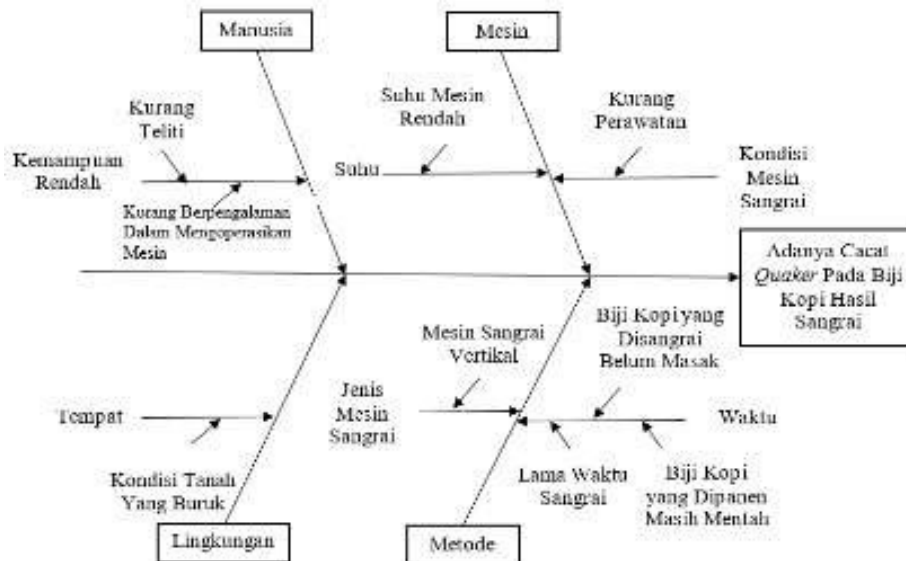 Manusia
Mesin
Kurang
Teliti
Kemampuan
Rendah
Kurang Berpengalaman
Dalam Mengoperasikan
Mesin
Suhu Mesin
Rendah
Suhu
Kurang
Perawatan
Kondisi
Mesin
Sangrai
Adanya Cacat
Quaker Pada Biji
Kopi Hasil
Sangrai
Tempat
Kondisi Tanah
Yang Buruk
Mesin Sangrai
Vertikal
Jenis
Mesin
Sangrai
Biji Kopi yang
Disangrai
Belum Masak
Waktu
Lama Waktu
Sangrai
Biji Kopi
yang Dipanen
Masih Mentah
Lingkungan
Metode